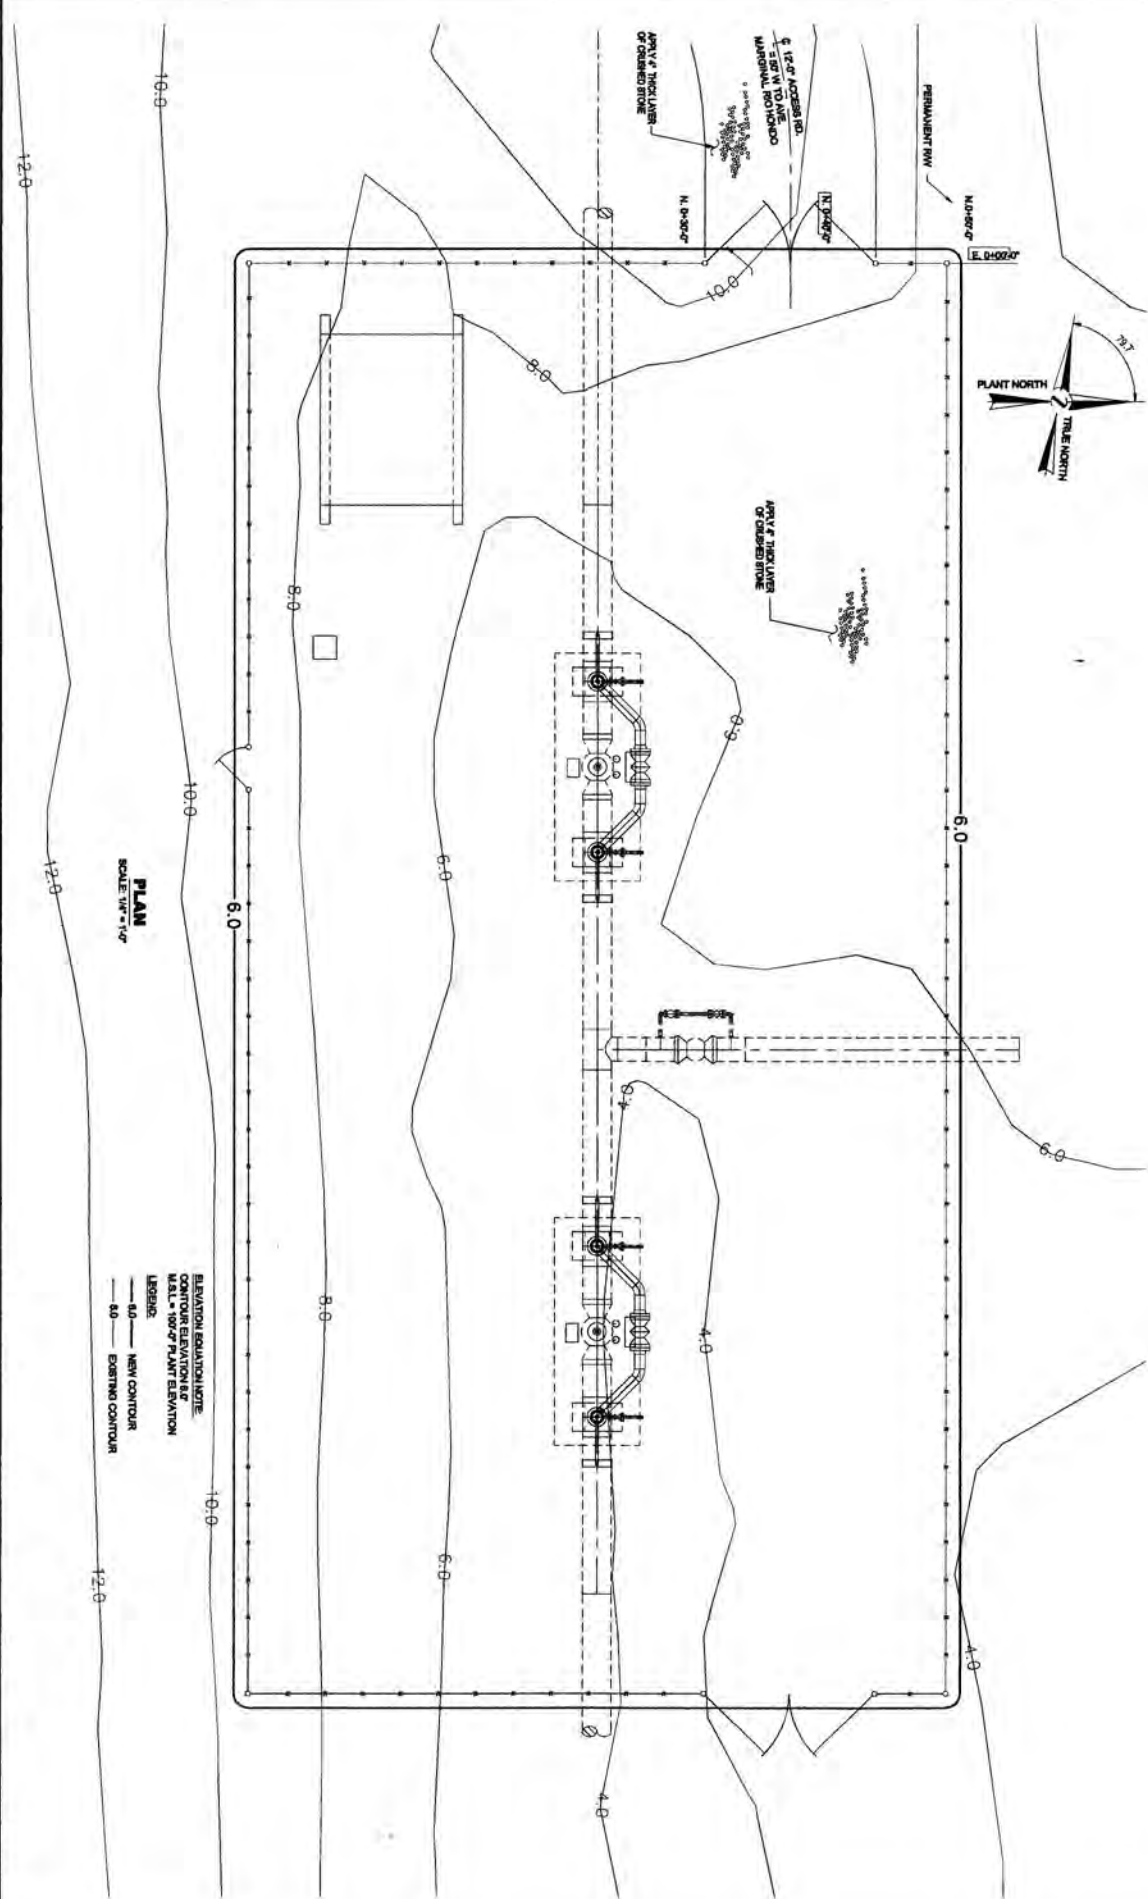 10.0
12.0
APPLY 4" THICK LAYER
OF CRUSHED STONE
℄ 12'-0" ACCESS RD.
50' W TO AVE.
MARGINAL RIO HONDO
PERMANENT R/W
N. 0+50'-0"
E. 0+00'-0"
N. 0+40'-0"
N. 0+30'-0"
10.0
8.0
79.7
PLANT NORTH
TRUE NORTH
APPLY 4" THICK LAYER
OF CRUSHED STONE
8.0
6.0
6.0
10.0
12.0
6.0
6.0
PLAN
SCALE: 1/4" = 1'-0"
4.0
6.0
8.0
4.0
ELEVATION EQUATION NOTE:
CONTOUR ELEVATION 6.0'
M.S.L. = 100'-0" PLANT ELEVATION
LEGEND:
6.0 NEW CONTOUR
8.0 EXISTING CONTOUR
10.0
12.0
6.0
4.0
4.0